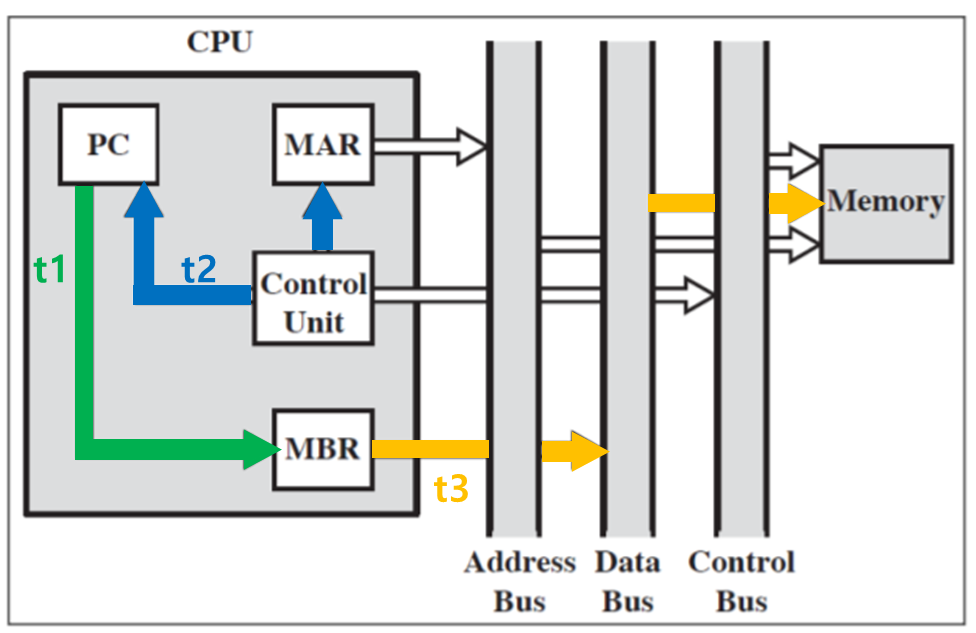 CPU
PC
MAR
Memory
t1
t2
Control
Unit
MBR
t3
Address Data Control
Bus Bus Bus